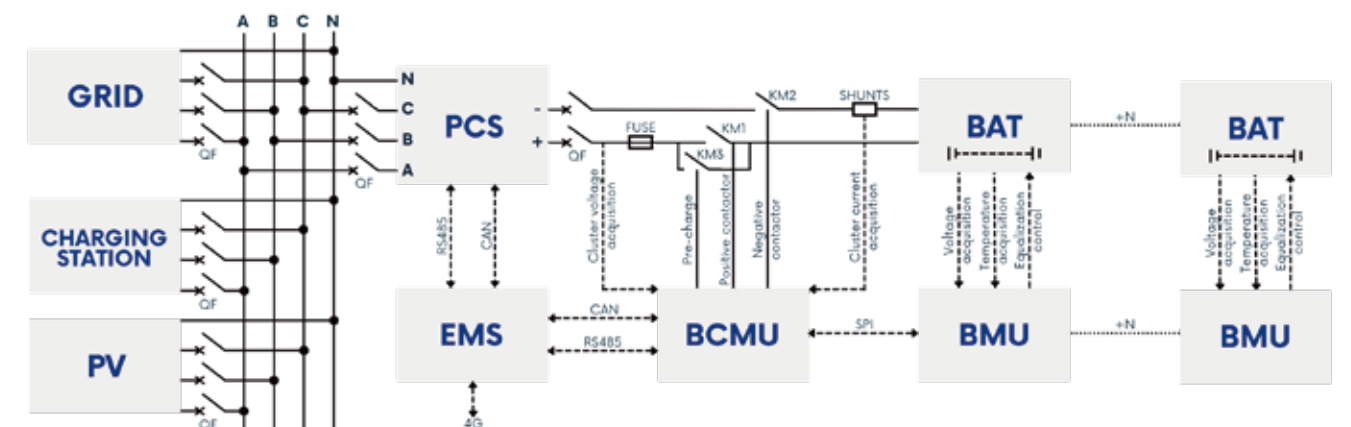 A B C N
GRID
QF
CHARGING
STATION
QF
PV
QF
N
C
B
A
PCS
-
+
QF
QF
FUSE
KM1
KM2
KM3
SHUNTS
BAT
+N
BAT
RS485
CAN
Cluster voltage
acquisition
Pre-charge
Positive contactor
Negative
contactor
Cluster current
acquisition
Voltage
acquisition
Temperature
acquisition
Equalization
control
Voltage
acquisition
Temperature
acquisition
Equalization
control
EMS
CAN
RS485
BCMU
SPI
BMU
+N
BMU
4G